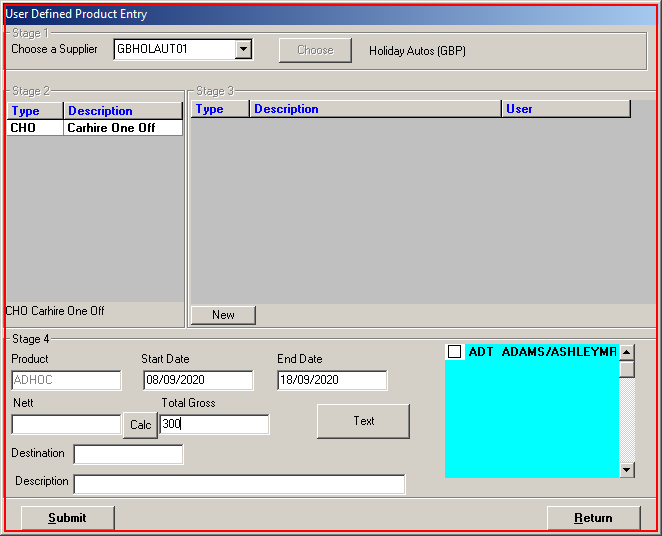 User Defined Product Entry
Stage 1
Choose a Supplier GBHOLAUT01 Choose Holiday Autos (GBP)
Stage 2 Stage 3
Type Description Type Description User
CHO Carhire One Off
CHO Carhire One Off
New
Stage 4
Product Start Date End Date
ADHOC 08/09/2020 18/09/2020
ADT ADAMS/ASHLEYMR
Nett Total Gross
Calc 300 Text
Destination
Description
Submit Return